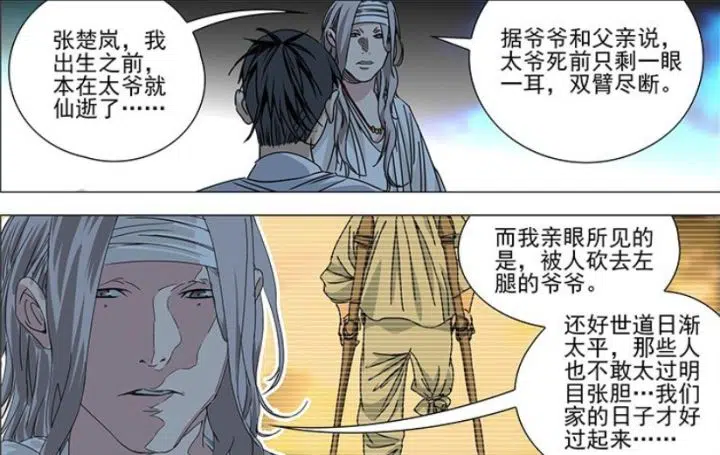 张楚岚，我
出生之前，
本在太爷就
仙逝了……
据爷爷和父亲说，
太爷死前只剩一眼
一耳，双臂尽断。
而我亲眼所见的
是，被人砍去左
腿的爷爷。
还好世道日渐
太平，那些人
也不敢太过明
目张胆…我们
家的日子才好
过起来……